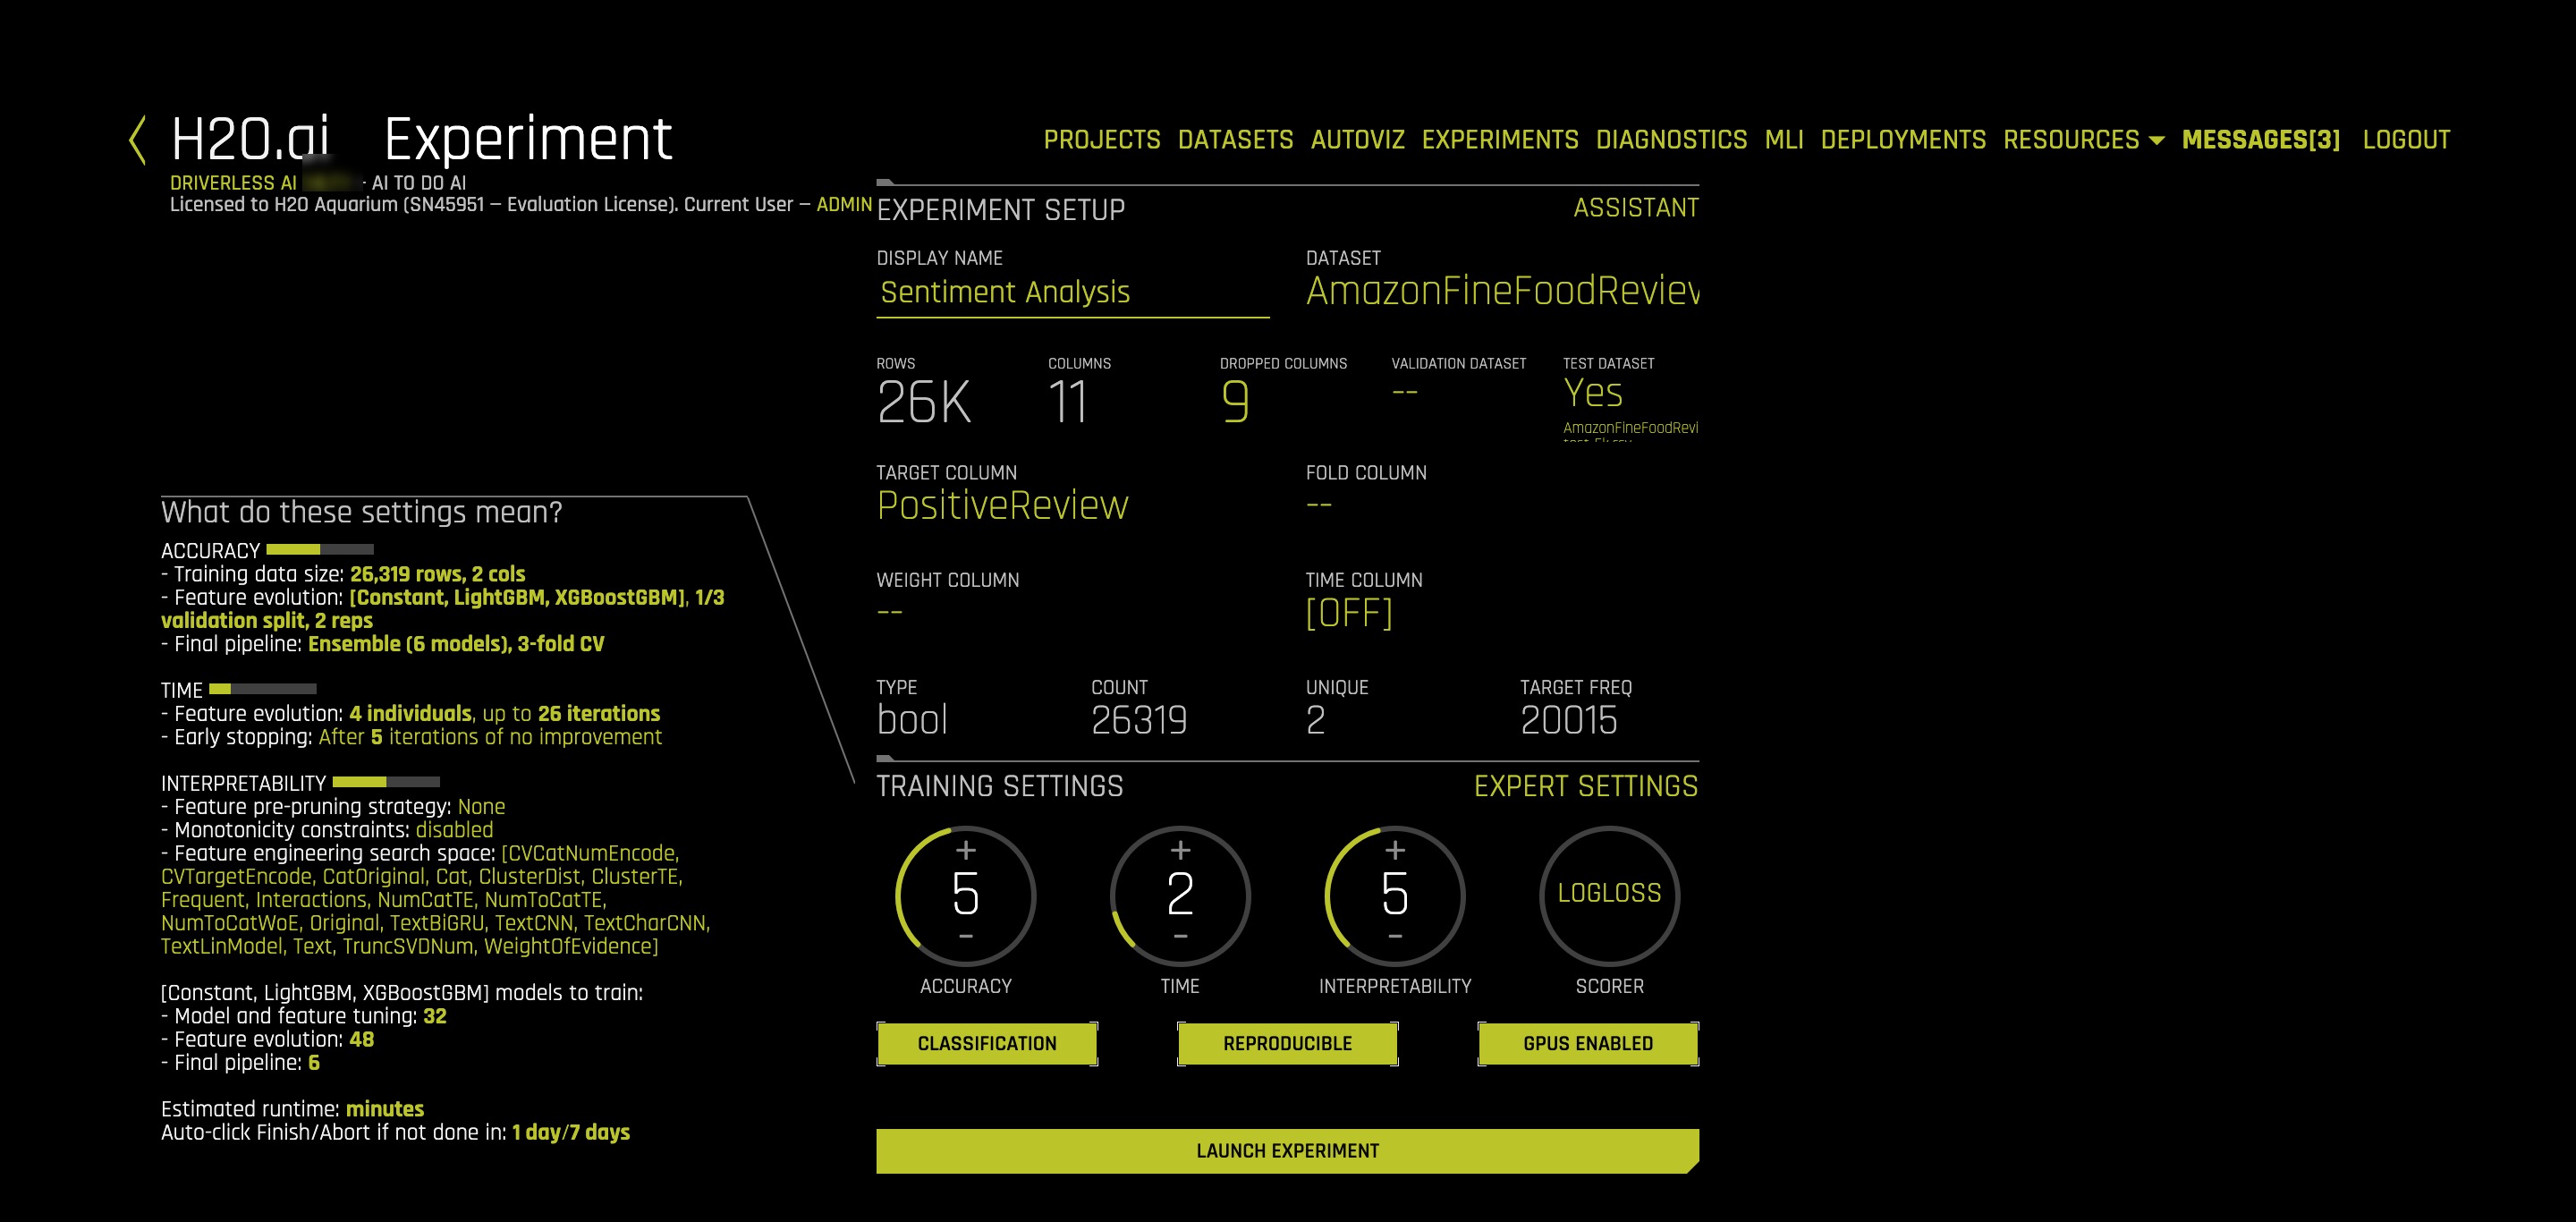 H2O.ai Experiment
DRIVERLESS AI - AI TO DO AI
Licensed to H2O Aquarium (SN45951 – Evaluation License). Current User – ADMIN
PROJECTS DATASETS AUTOVIZ EXPERIMENTS DIAGNOSTICS MLI DEPLOYMENTS RESOURCES MESSAGES[3] LOGOUT
What do these settings mean?
ACCURACY
- Training data size: 26,319 rows, 2 cols
- Feature evolution: [Constant, LightGBM, XGBoostGBM], 1/3
validation split, 2 reps
- Final pipeline: Ensemble (6 models), 3-fold CV
TIME
- Feature evolution: 4 individuals, up to 26 iterations
- Early stopping: After 5 iterations of no improvement
INTERPRETABILITY
- Feature pre-pruning strategy: None
- Monotonicity constraints: disabled
- Feature engineering search space: [CVCatNumEncode,
CVTargetEncode, CatOriginal, Cat, ClusterDist, ClusterTE,
Frequent, Interactions, NumCatTE, NumToCatTE,
NumToCatWoE, Original, TextBiGRU, TextCNN, TextCharCNN,
TextLinModel, Text, TruncSVDNum, WeightOfEvidence]
[Constant, LightGBM, XGBoostGBM] models to train:
- Model and feature tuning: 32
- Feature evolution: 48
- Final pipeline: 6
Estimated runtime: minutes
Auto-click Finish/Abort if not done in: 1 day/7 days
EXPERIMENT SETUP ASSISTANT
DISPLAY NAME DATASET
Sentiment Analysis AmazonFineFoodReview
ROWS COLUMNS DROPPED COLUMNS VALIDATION DATASET TEST DATASET
26K 11 9 -- Yes
AmazonFineFoodRevi
TARGET COLUMN FOLD COLUMN
PositiveReview --
WEIGHT COLUMN TIME COLUMN
-- [OFF]
TYPE COUNT UNIQUE TARGET FREQ
bool 26319 2 20015
TRAINING SETTINGS EXPERT SETTINGS
+ + +
5 2 5 LOGLOSS
- - -
ACCURACY TIME INTERPRETABILITY SCORER
CLASSIFICATION REPRODUCIBLE GPUS ENABLED
LAUNCH EXPERIMENT